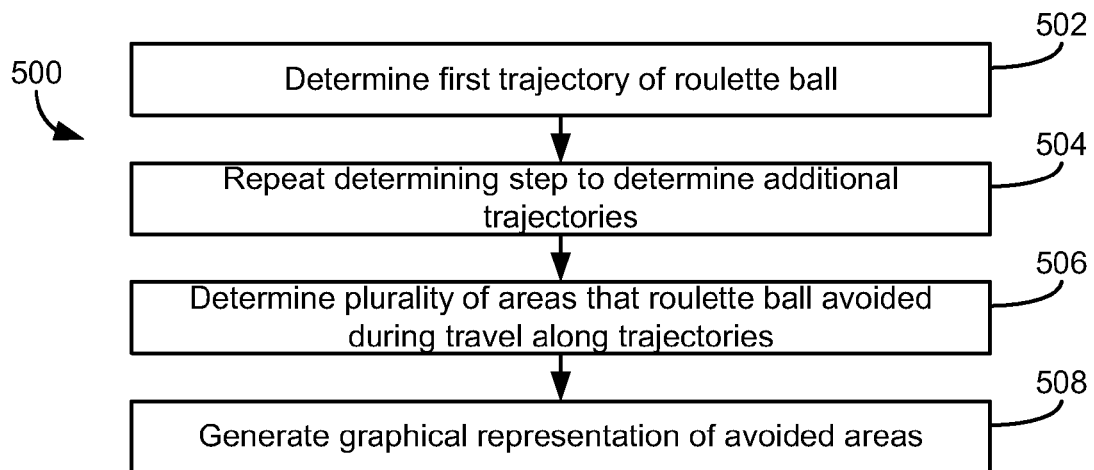 502
500
Determine first trajectory of roulette ball
504
Repeat determining step to determine additional
trajectories
506
Determine plurality of areas that roulette ball avoided
during travel along trajectories
508
Generate graphical representation of avoided areas